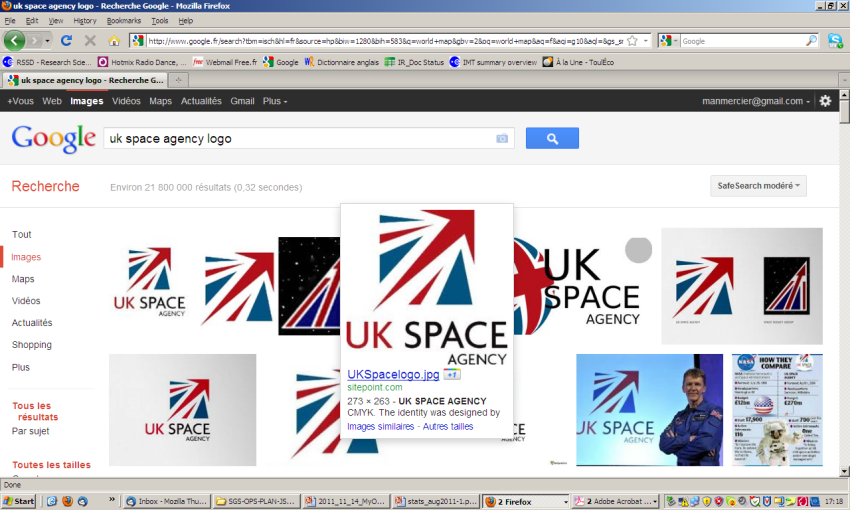 uk space agency logo - Recherche Google - Mozilla Firefox
File Edit View History Bookmarks Tools Help
http://www.google.fr/search?tbm=isch&hl=fr&source=hp&biw=1280&bih=583&q=world+map&gbv=2&oq=world+map&aq=f&aqi=g10&aql=&gs_sr
Google
RSSD - Research Scie... Hotmix Radio Dance, ... free Webmail Free.fr Google Dictionnaire anglais IR_Doc Status IMT summary overview À la Une - ToulÉco
uk space agency logo - Recherche G...
+Vous Web Images Vidéos Maps Actualités Gmail Plus
manmercier@gmail.com
Google
uk space agency logo
Recherche
Environ 21 800 000 résultats (0,32 secondes)
SafeSearch modéré
Tout
Images
Maps
Vidéos
Actualités
Shopping
Plus
Tous les
résultats
Par sujet
Toutes les tailles
UK SPACE
AGENCY
UK SPACE
AGENCY
UKSpacelogo.jpg +1
sitepoint.com
273 × 263 - UK SPACE AGENCY
CMYK. The identity was designed by
Images similaires - Autres tailles
UK
SPACE
AGENCY
UK SPACE
AGENCY
UK SPACE
AGENCY
NASA
HOW THEY
COMPARE
£12bn
£270m
17,900
One
Done
Start
Inbox - Mozilla Thu...
SGS-OPS-PLAN-JS...
2011_11_14_MyO...
stats_aug2011-1.p...
2 Firefox
2 Adobe Acrobat ...
17:18